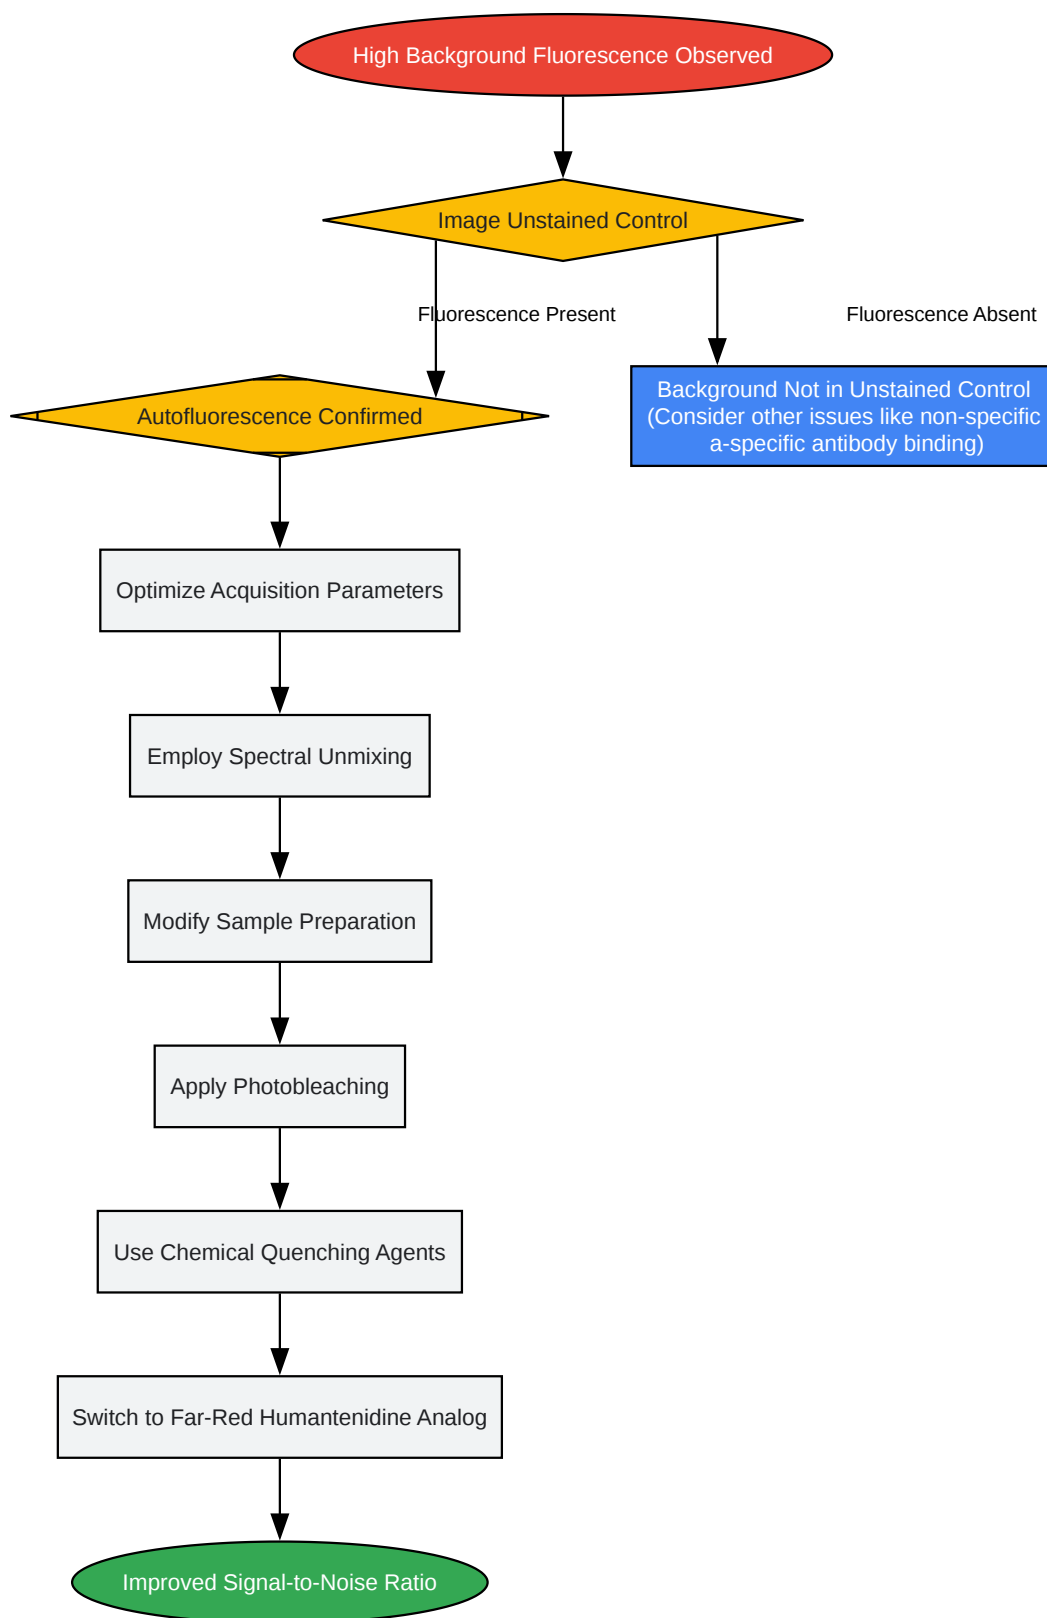 High Background Fluorescence Observed
Image Unstained Control
Fluorescence Present
Fluorescence Absent
Autofluorescence Confirmed
Background Not in Unstained Control
(Consider other issues like non-specific
a-specific antibody binding)
Optimize Acquisition Parameters
Employ Spectral Unmixing
Modify Sample Preparation
Apply Photobleaching
Use Chemical Quenching Agents
Switch to Far-Red Humantenidine Analog
Improved Signal-to-Noise Ratio